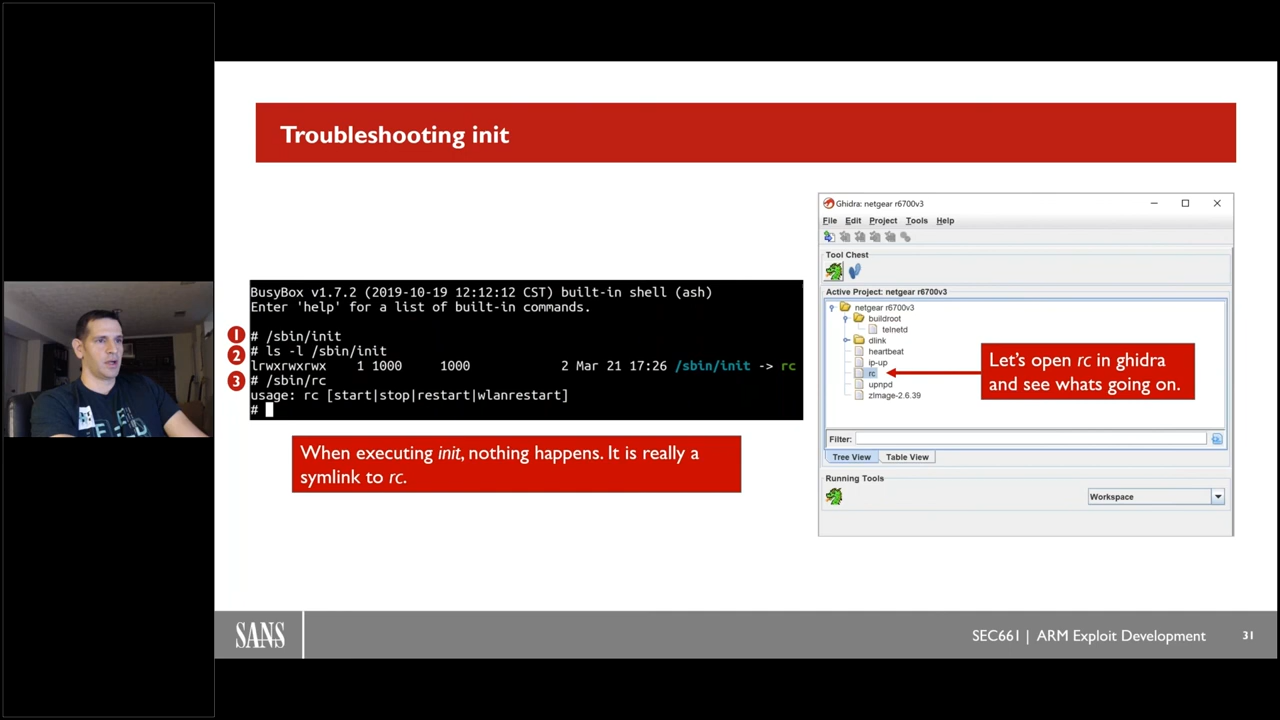 Troubleshooting init
BusyBox v1.7.2 (2019-10-19 12:12:12 CST) built-in shell (ash)
Enter 'help' for a list of built-in commands.
1 # /sbin/init
2 # ls -l /sbin/init
lrwxrwxrwx 1 1000 1000 2 Mar 21 17:26 /sbin/init -> rc
3 # /sbin/rc
usage: rc [start|stop|restart|wlanrestart]
#
When executing init, nothing happens. It is really a
symlink to rc.
Ghidra: netgear r6700v3
File Edit Project Tools Help
Tool Chest
Active Project: netgear r6700v3
netgear r6700v3
buildroot
telnetd
dlink
heartbeat
ip-up
rc
upnpd
zImage-2.6.39
Let's open rc in ghidra
and see whats going on.
Filter:
Tree View Table View
Running Tools
Workspace
SANS
SEC661 | ARM Exploit Development 31